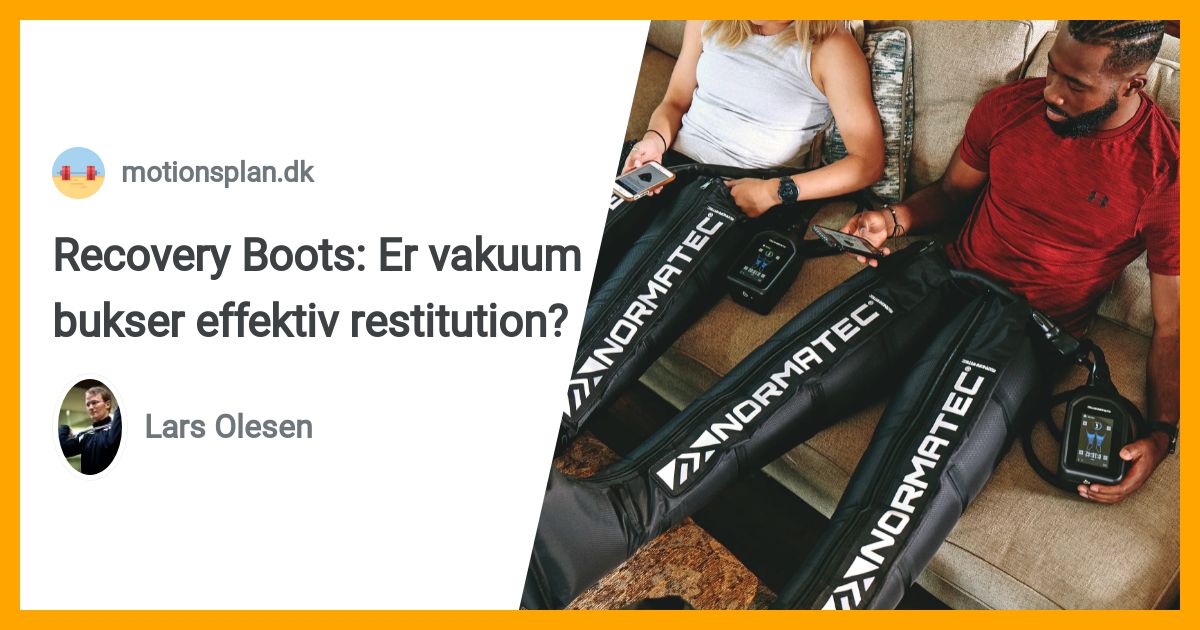 motionsplan.dk
Recovery Boots: Er vakuum
bukser effektiv restitution?
Lars Olesen
NORMATEC
NORMATEC
NORMATEC